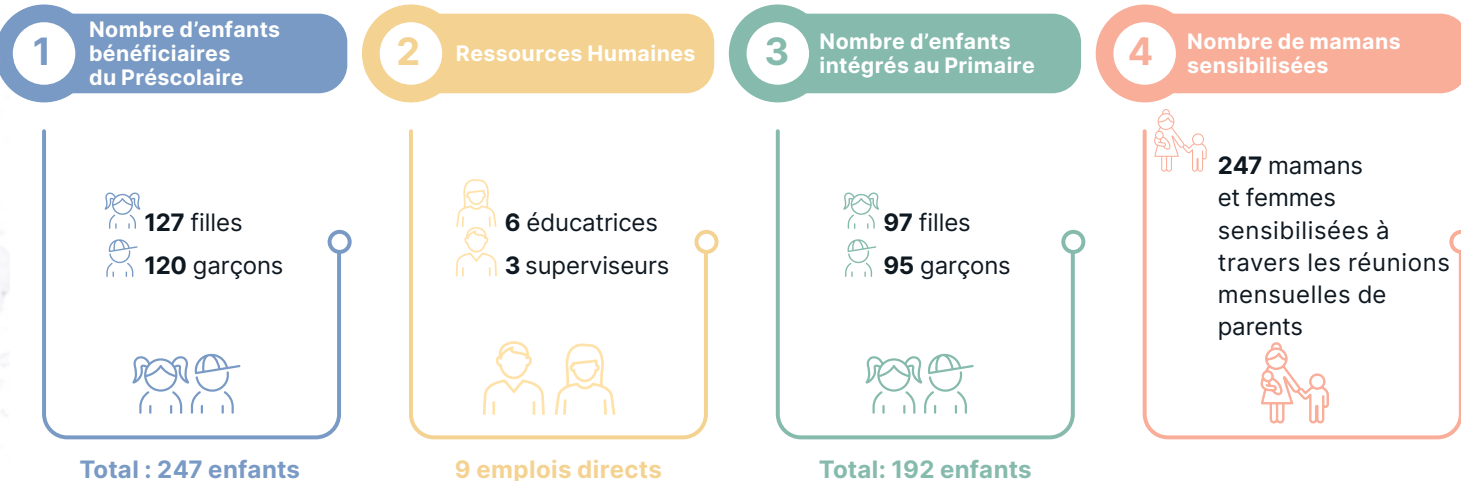 1
Nombre d’enfants
bénéficiaires
du Préscolaire
127 filles
120 garçons
Total : 247 enfants
2
Ressources Humaines
6 éducatrices
3 superviseurs
9 emplois directs
3
Nombre d’enfants
intégrés au Primaire
97 filles
95 garçons
Total: 192 enfants
4
Nombre de mamans
sensibilisées
247 mamans
et femmes
sensibilisées à
travers les réunions
mensuelles de
parents